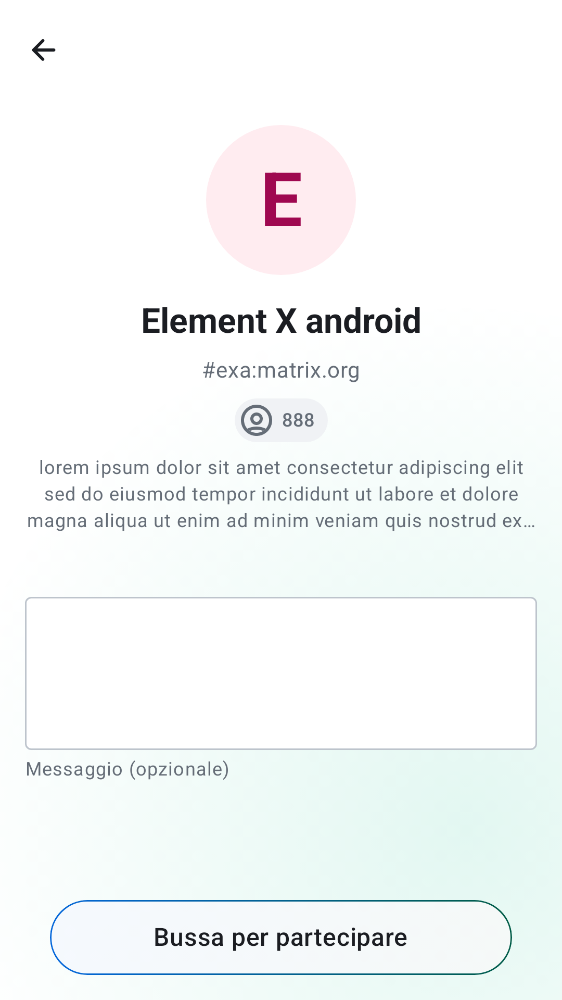 E
Element X android
#exa:matrix.org
888
lorem ipsum dolor sit amet consectetur adipiscing elit
sed do eiusmod tempor incididunt ut labore et dolore
magna aliqua ut enim ad minim veniam quis nostrud ex…
Messaggio (opzionale)
Bussa per partecipare